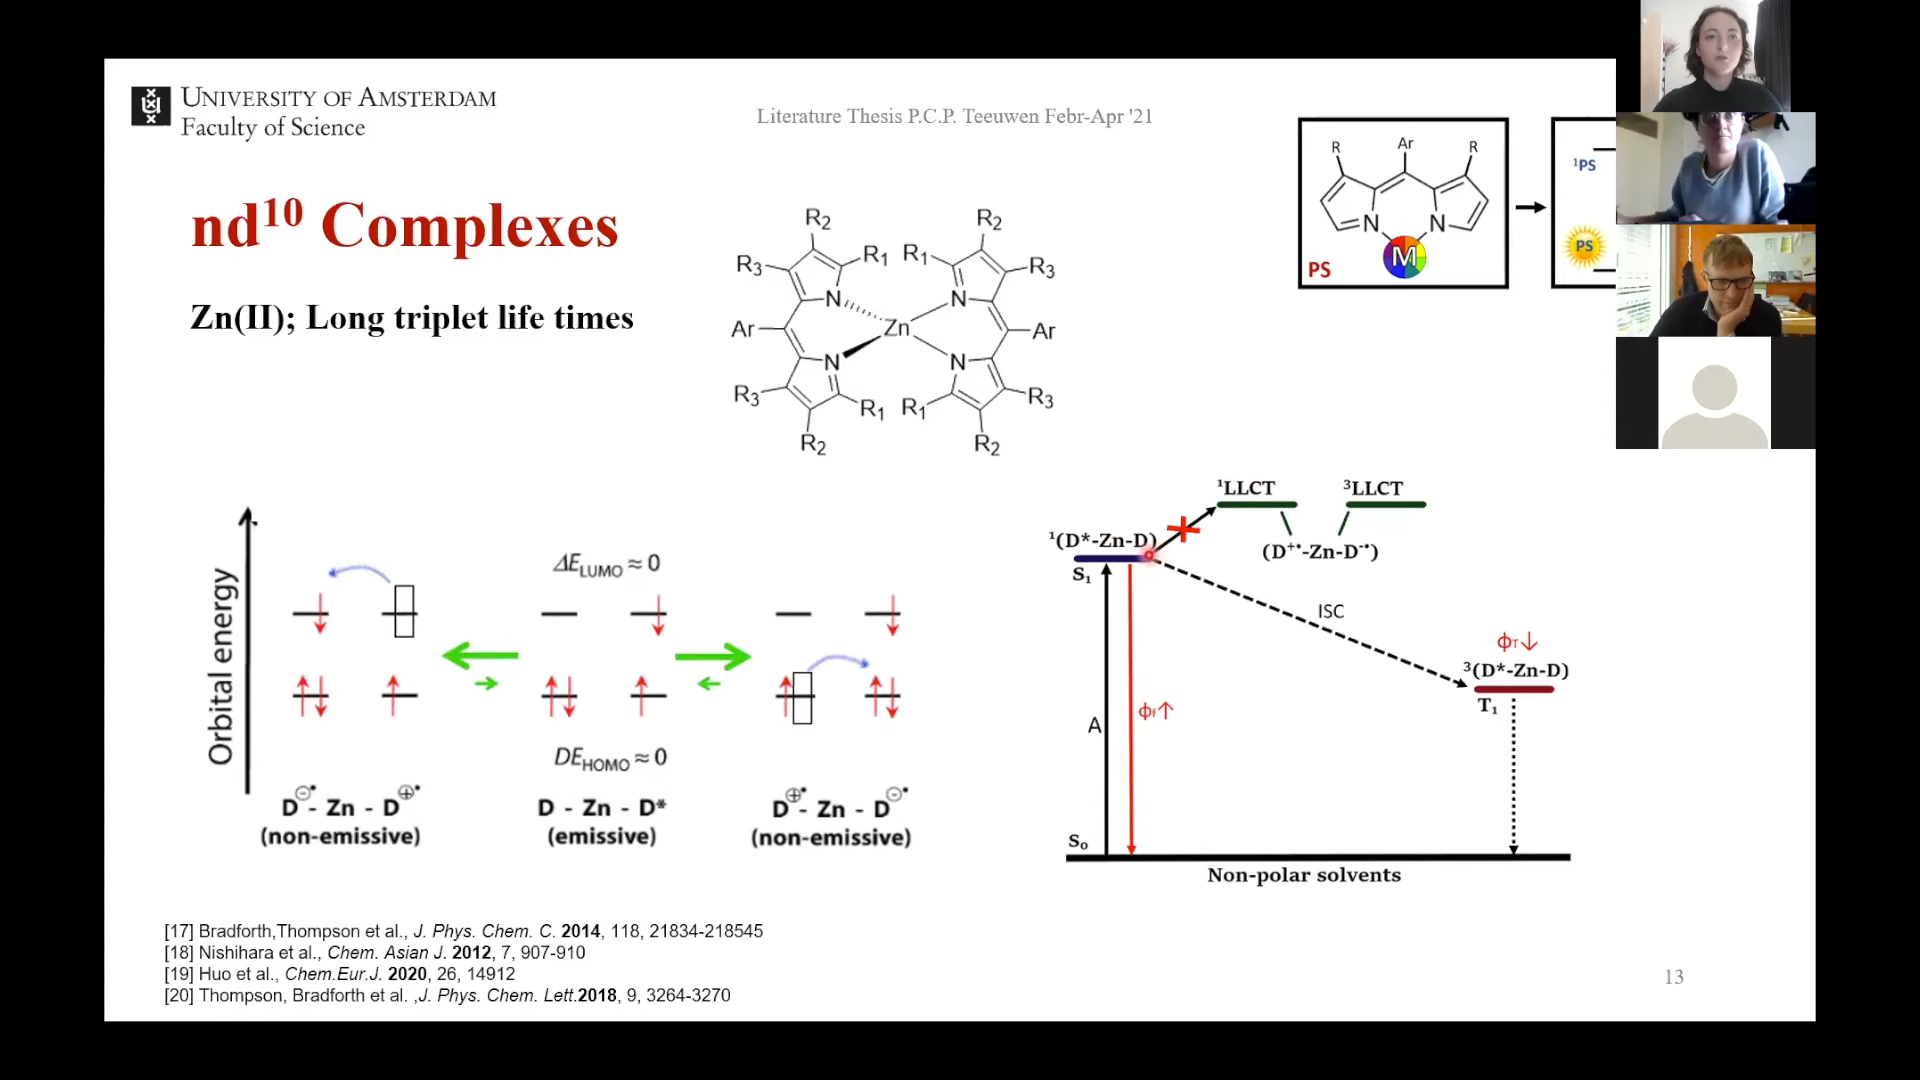 UNIVERSITY OF AMSTERDAM
Faculty of Science
Literature Thesis P.C.P. Teeuwen Febr-Apr '21
nd¹⁰ Complexes
Zn(II); Long triplet life times
R2 R2
R3 R1 R1 R3
N N
Ar Zn Ar
N N
R3 R1 R1 R3
R2 R2
R Ar R
N N
M
PS
¹PS
PS
Orbital energy
ΔE_LUMO ≈ 0
DE_HOMO ≈ 0
D⊖• - Zn - D⊕•
(non-emissive)
D - Zn - D*
(emissive)
D⊕• - Zn - D⊖•
(non-emissive)
¹LLCT ³LLCT
¹(D*-Zn-D)
(D⁺•-Zn-D⁻•)
S₁
ISC
ϕT↓
³(D*-Zn-D)
T₁
A
ϕf↑
S₀
Non-polar solvents
[17] Bradforth,Thompson et al., J. Phys. Chem. C. 2014, 118, 21834-218545
[18] Nishihara et al., Chem. Asian J. 2012, 7, 907-910
[19] Huo et al., Chem.Eur.J. 2020, 26, 14912
[20] Thompson, Bradforth et al. ,J. Phys. Chem. Lett.2018, 9, 3264-3270
13